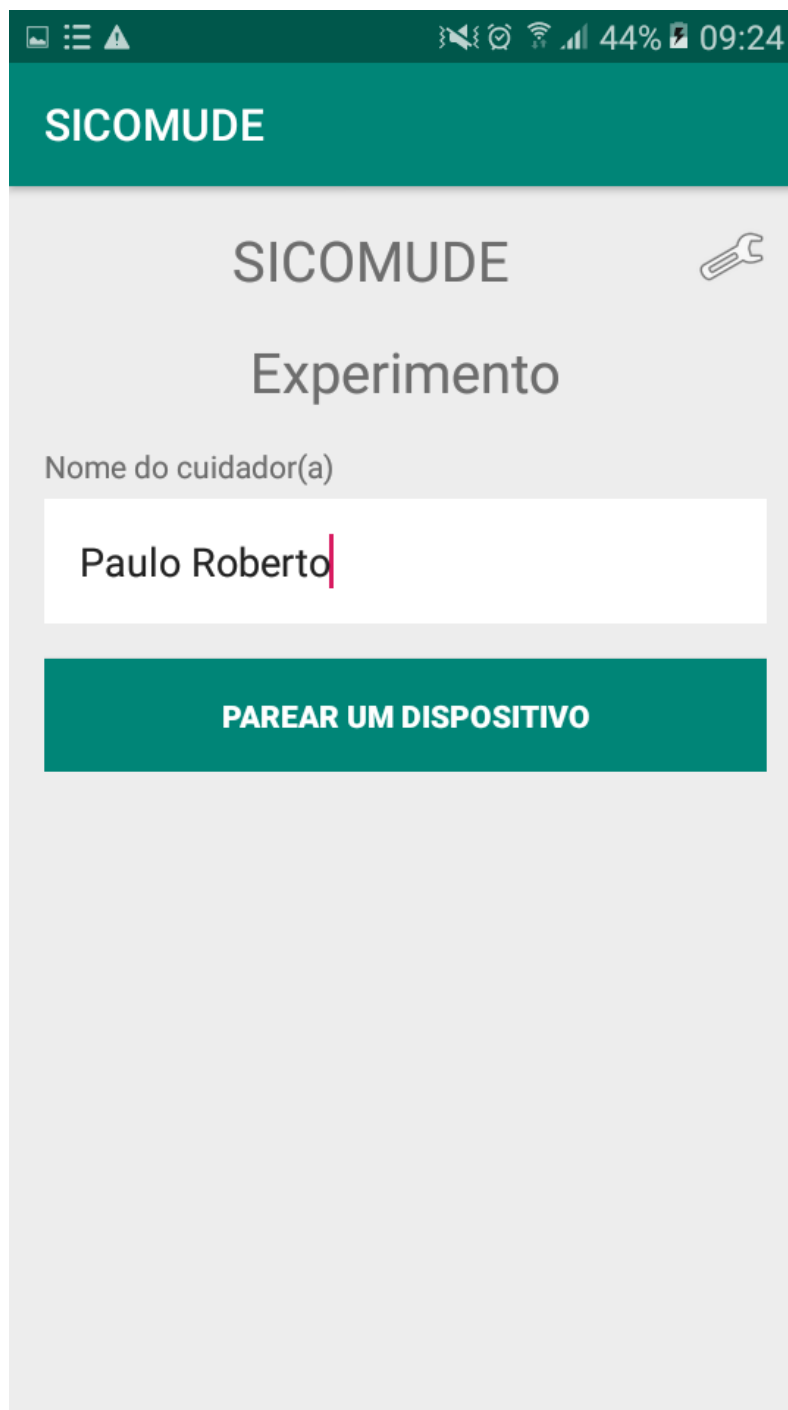 44% 09:24
SICOMUDE
SICOMUDE
Experimento
Nome do cuidador(a)
Paulo Roberto
PAREAR UM DISPOSITIVO